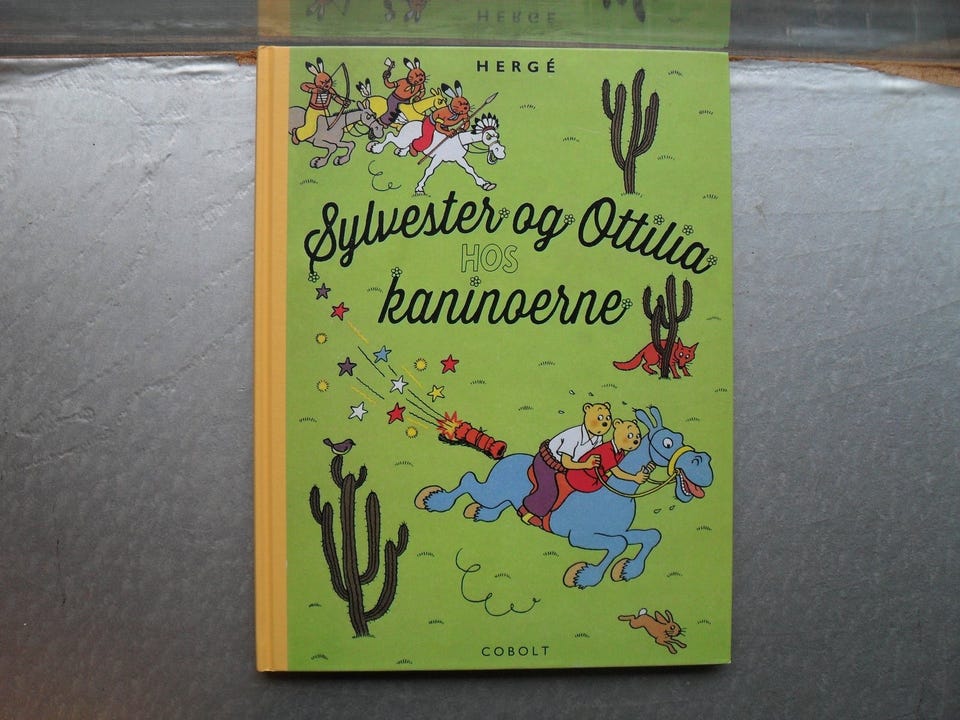 HERGÉ
Sylvester og Ottilia
HOS
kaninoerne
COBOLT